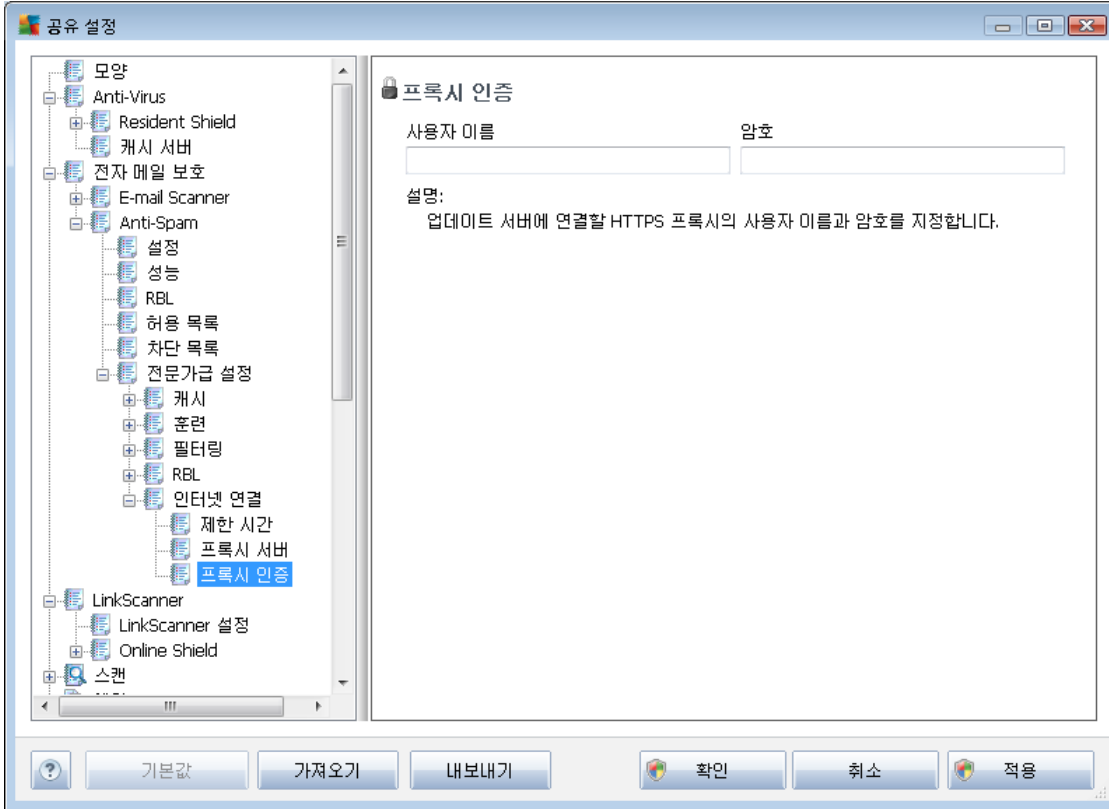 공유 설정
모양
Anti-Virus
Resident Shield
캐시 서버
전자 메일 보호
E-mail Scanner
Anti-Spam
설정
성능
RBL
허용 목록
차단 목록
전문가급 설정
캐시
훈련
필터링
RBL
인터넷 연결
제한 시간
프록시 서버
프록시 인증
LinkScanner
LinkScanner 설정
Online Shield
스캔
프록시 인증
사용자 이름 암호
설명:
업데이트 서버에 연결할 HTTPS 프록시의 사용자 이름과 암호를 지정합니다.
? 기본값 가져오기 내보내기 확인 취소 적용